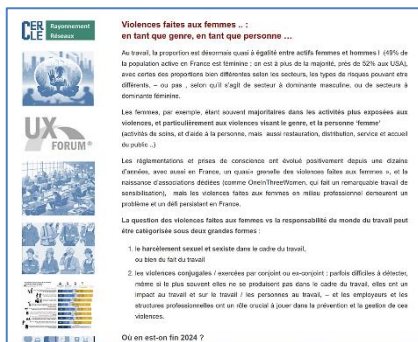 CERCLE Rayonnement
Réseaux
UX
FORUM®
Violences faites aux femmes .. :
en tant que genre, en tant que personne …
Au travail, la proportion est désormais quasi à égalité entre actifs femmes et hommes ! (49% de
population active en France est féminine : on est à plus de la majorité, près de 52% aux USA),
avec certes des proportions bien différentes selon les secteurs, les types de risques pouvant etre
différents, – ou pas , selon qu'il s'agit de secteur à dominante masculine, ou de secteurs à
dominante féminine.
Les femmes, par exemple, étant souvent majoritaires dans les activités plus exposées aux
violences, et particulièrement aux violences visant le genre, et la personne 'femme'
(activités de soins, et d'aide à la personne, mais aussi restauration, distribution, service et accueil
du public ..)
Les réglementations et prises de conscience ont évolué positivement depuis une dizaine
d'années, avec aussi en France, un quasi» grenelle des violences faites aux femmes », et la
naissance d'associations dédiées (comme OneInThreeWomen, qui fait un remarquable travail de
sensibilisation), mais les violences faites aux femmes en milieu professionnel demeurent un
problème et un défi persistant en France.
La question des violences faites aux femmes vs la responsabilité du monde du travail peut
être catégorisée sous deux grandes formes :
1. le harcèlement sexuel et sexiste dans le cadre du travail,
ou bien du fait du travail
2. les violences conjugales / exercées par conjoint ou ex-conjoint : parfois difficiles à détecter,
même si le plus souvent elles ne se produisent pas dans le cadre du travail, elles ont un
impact au travail et sur le travail / les personnes au travail, – et les employeurs et les
structures professionnelles ont un rôle crucial à jouer dans la prévention et la gestion de ces
violences.
Où en est-on fin 2024 ?